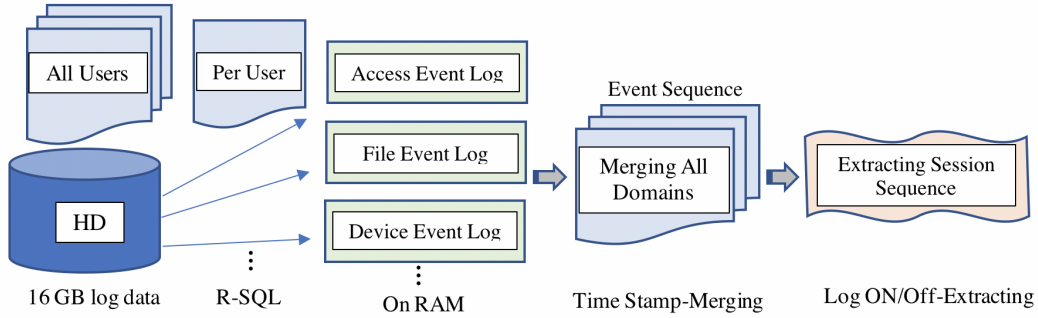 All Users
Per User
HD
16 GB log data
R-SQL
Access Event Log
File Event Log
Device Event Log
On RAM
Event Sequence
Merging All
Domains
Time Stamp-Merging
Extracting Session
Sequence
Log ON/Off-Extracting